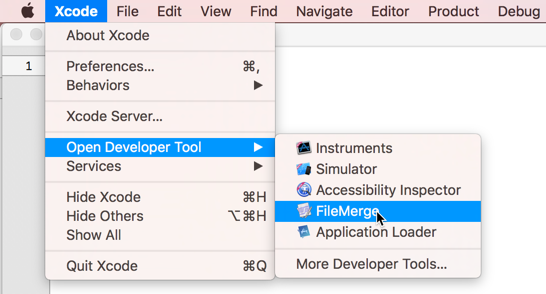 Xcode File Edit View Find Navigate Editor Product Debug
About Xcode
1
Preferences... ⌘,
Behaviors ▶
Xcode Server...
Open Developer Tool ▶
Services ▶
Hide Xcode ⌘H
Hide Others ⌥⌘H
Show All
Quit Xcode ⌘Q
Instruments
Simulator
Accessibility Inspector
FileMerge
Application Loader
More Developer Tools...